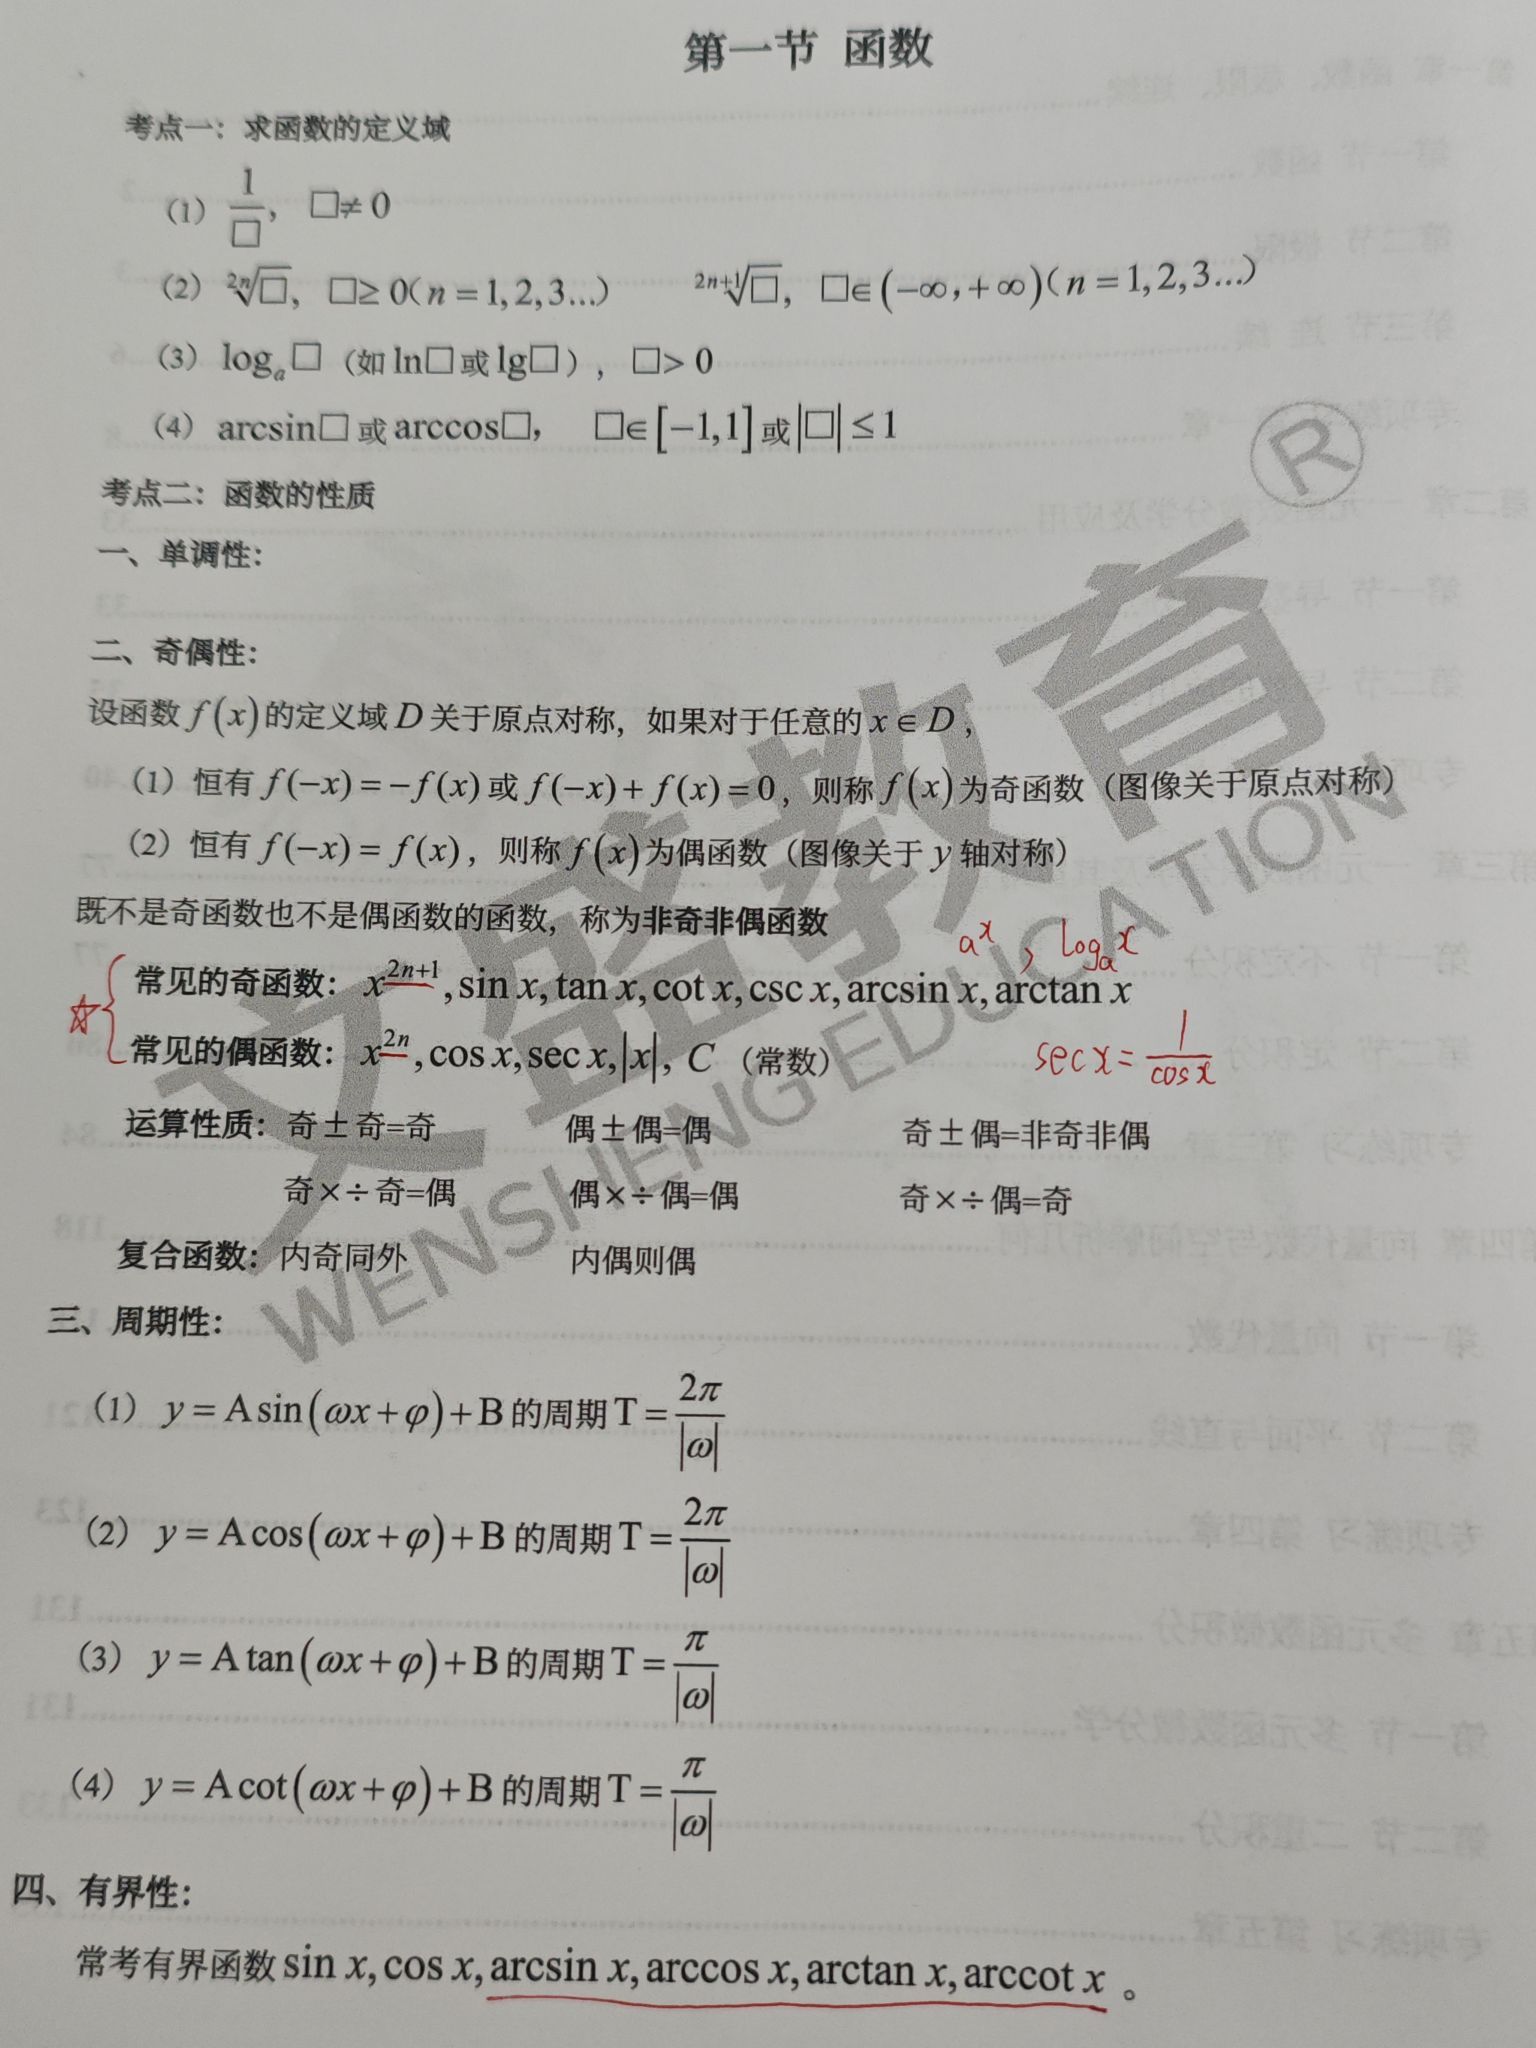 第一节 函数
考点一：求函数的定义域
（1）1/□， □≠0
（2）²ⁿ√□，□≥0(n=1,2,3...) ²ⁿ⁺¹√□，□∈(-∞,+∞)(n=1,2,3...)
（3）logₐ□（如ln□或lg□），□>0
（4）arcsin□或arccos□， □∈[-1,1]或|□|≤1
考点二：函数的性质
一、单调性：
二、奇偶性：
设函数f(x)的定义域D关于原点对称，如果对于任意的x∈D，
（1）恒有f(-x)=-f(x)或f(-x)+f(x)=0，则称f(x)为奇函数（图像关于原点对称）
（2）恒有f(-x)=f(x)，则称f(x)为偶函数（图像关于y轴对称）
既不是奇函数也不是偶函数的函数，称为非奇非偶函数
aˣ , logₐx
☆ 常见的奇函数：x²ⁿ⁺¹,sin x,tan x,cot x,csc x,arcsin x,arctan x
常见的偶函数：x²ⁿ,cos x,sec x,|x|，C（常数） sec x=1/cos x
运算性质：奇±奇=奇 偶±偶=偶 奇±偶=非奇非偶
奇×÷奇=偶 偶×÷偶=偶 奇×÷偶=奇
复合函数：内奇同外 内偶则偶
三、周期性：
（1）y=Asin(ωx+φ)+B的周期T=2π/|ω|
（2）y=Acos(ωx+φ)+B的周期T=2π/|ω|
（3）y=Atan(ωx+φ)+B的周期T=π/|ω|
（4）y=Acot(ωx+φ)+B的周期T=π/|ω|
四、有界性：
常考有界函数sin x,cos x,arcsin x,arccos x,arctan x,arccot x。
文盛教育®
WENSHENG EDUCATION